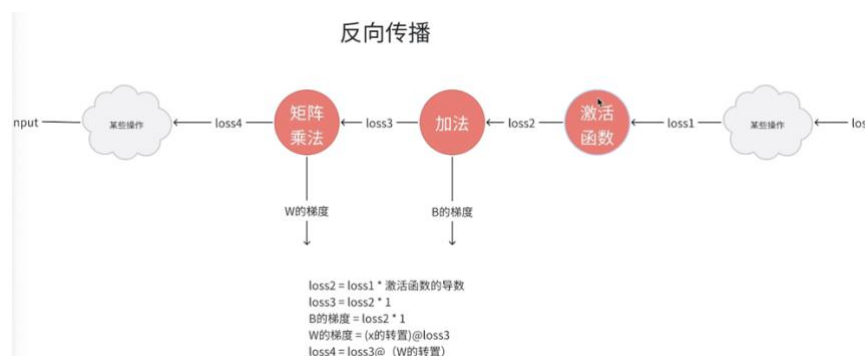 反向传播
nput
某些操作
loss4
矩阵
乘法
loss3
加法
loss2
激活
函数
loss1
某些操作
los
W的梯度
B的梯度
loss2 = loss1 * 激活函数的导数
loss3 = loss2 * 1
B的梯度 = loss2 * 1
W的梯度 = (x的转置)@loss3
loss4 = loss3@（W的转置）